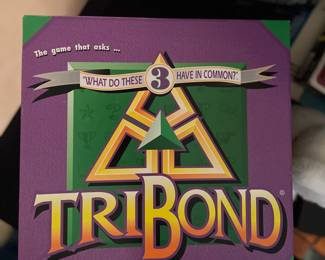 The game that asks ...
"WHAT DO THESE 3 HAVE IN COMMON?"
TRIBOND